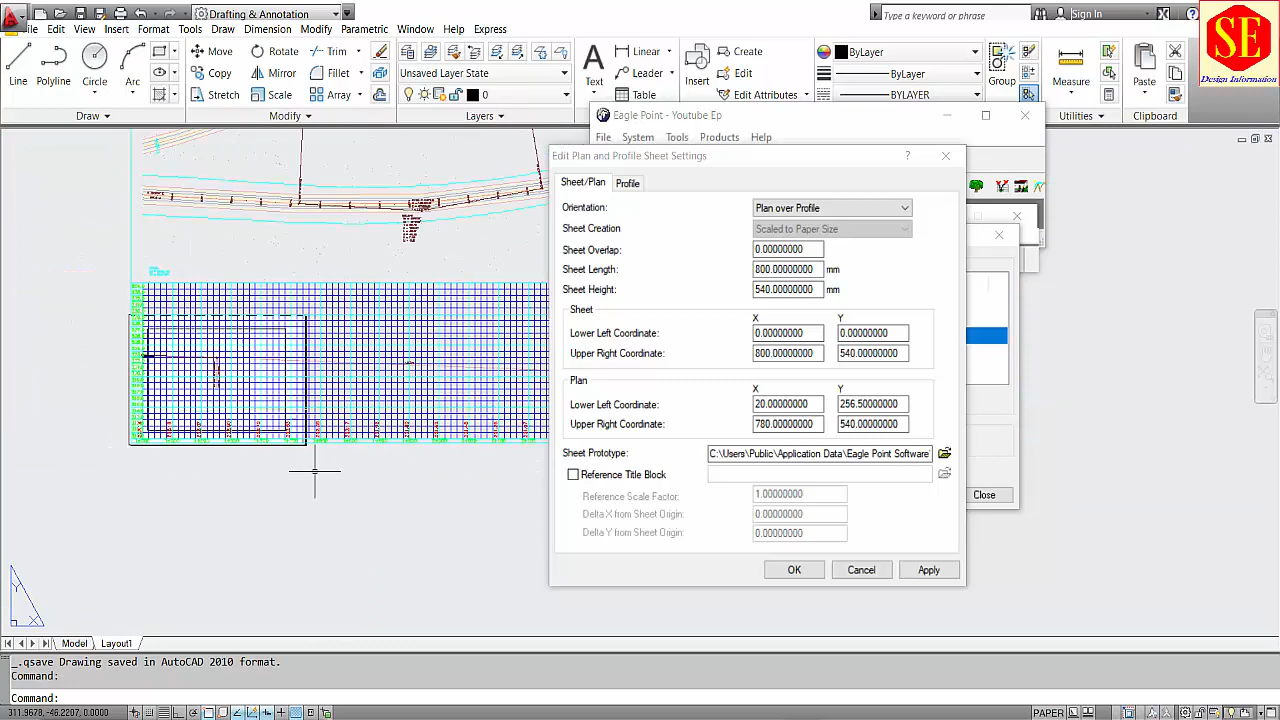 Drafting & Annotation
Type a keyword or phrase
Sign In
Edit View Insert Format Tools Draw Dimension Modify Parametric Window Help Express
SE
Design Information
Line Polyline Circle Arc
Move Rotate Trim
Copy Mirror Fillet
Stretch Scale Array
Draw
Modify
Unsaved Layer State
0
Layers
A
Text
Linear
Leader
Table
Insert
Create
Edit
Edit Attributes
ByLayer
ByLayer
BYLAYER
Group
Measure
Utilities
Paste
Clipboard
Eagle Point - Youtube Ep
File System Tools Products Help
Edit Plan and Profile Sheet Settings
Sheet/Plan Profile
Orientation: Plan over Profile
Sheet Creation Scaled to Paper Size
Sheet Overlap: 0.00000000
Sheet Length: 800.00000000 mm
Sheet Height: 540.00000000 mm
Sheet
X Y
Lower Left Coordinate: 0.00000000 0.00000000
Upper Right Coordinate: 800.00000000 540.00000000
Plan
X Y
Lower Left Coordinate: 20.00000000 256.50000000
Upper Right Coordinate: 780.00000000 540.00000000
Sheet Prototype: C:\Users\Public\Application Data\Eagle Point Software
Reference Title Block
Reference Scale Factor: 1.00000000
Delta X from Sheet Origin: 0.00000000
Delta Y from Sheet Origin: 0.00000000
OK Cancel Apply
Close
Y
X
Model Layout1
_.qsave Drawing saved in AutoCAD 2010 format.
Command:
Command:
311.9678, -46.2207, 0.0000
PAPER